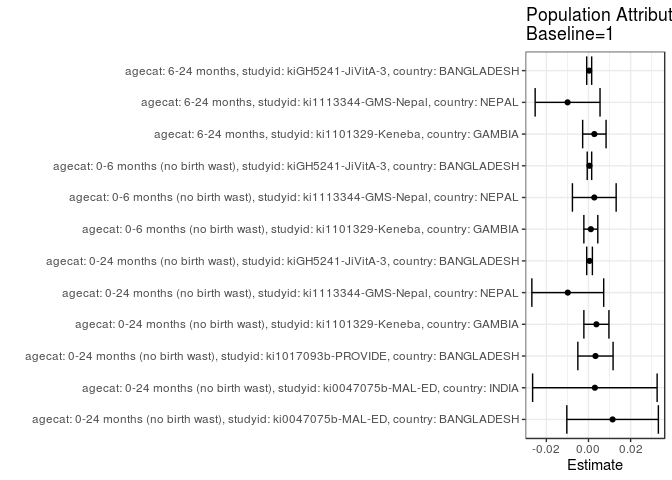 Population Attribut
Baseline=1
agecat: 6-24 months, studyid: kiGH5241-JiVitA-3, country: BANGLADESH
agecat: 6-24 months, studyid: ki1113344-GMS-Nepal, country: NEPAL
agecat: 6-24 months, studyid: ki1101329-Keneba, country: GAMBIA
agecat: 0-6 months (no birth wast), studyid: kiGH5241-JiVitA-3, country: BANGLADESH
agecat: 0-6 months (no birth wast), studyid: ki1113344-GMS-Nepal, country: NEPAL
agecat: 0-6 months (no birth wast), studyid: ki1101329-Keneba, country: GAMBIA
agecat: 0-24 months (no birth wast), studyid: kiGH5241-JiVitA-3, country: BANGLADESH
agecat: 0-24 months (no birth wast), studyid: ki1113344-GMS-Nepal, country: NEPAL
agecat: 0-24 months (no birth wast), studyid: ki1101329-Keneba, country: GAMBIA
agecat: 0-24 months (no birth wast), studyid: ki1017093b-PROVIDE, country: BANGLADESH
agecat: 0-24 months (no birth wast), studyid: ki0047075b-MAL-ED, country: INDIA
agecat: 0-24 months (no birth wast), studyid: ki0047075b-MAL-ED, country: BANGLADESH
-0.02 0.00 0.02
Estimate